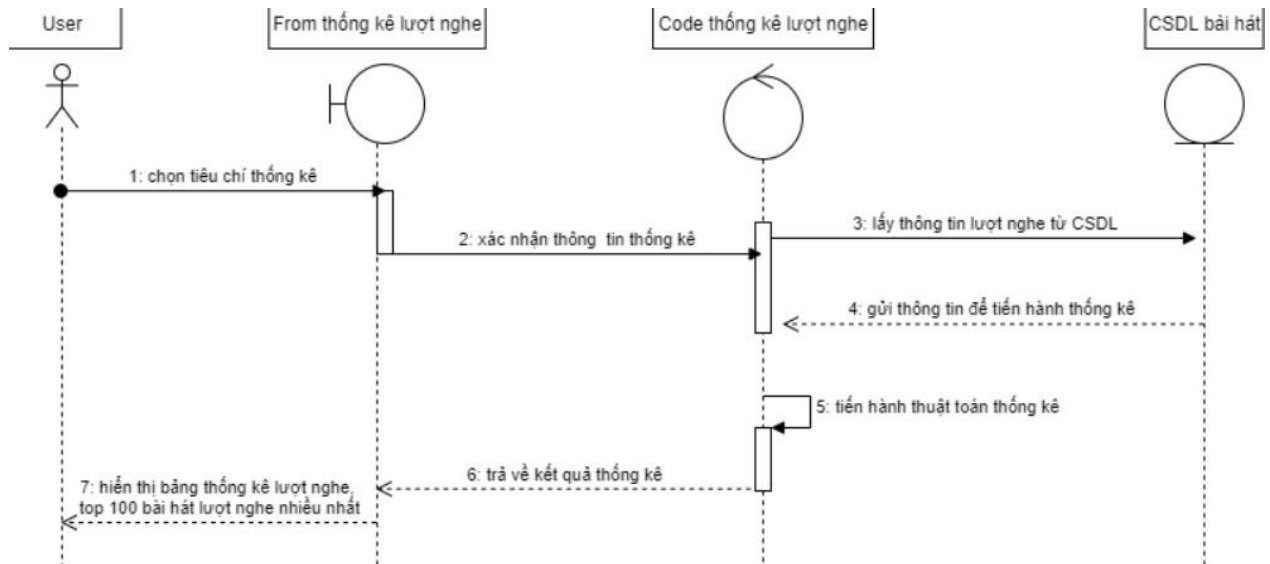 User
From thống kê lượt nghe
Code thống kê lượt nghe
CSDL bài hát
1: chọn tiêu chí thống kê
2: xác nhận thông tin thống kê
3: lấy thông tin lượt nghe từ CSDL
4: gửi thông tin để tiến hành thống kê
5: tiến hành thuật toán thống kê
6: trả về kết quả thống kê
7: hiển thị bảng thống kê lượt nghe,
top 100 bài hát lượt nghe nhiều nhất